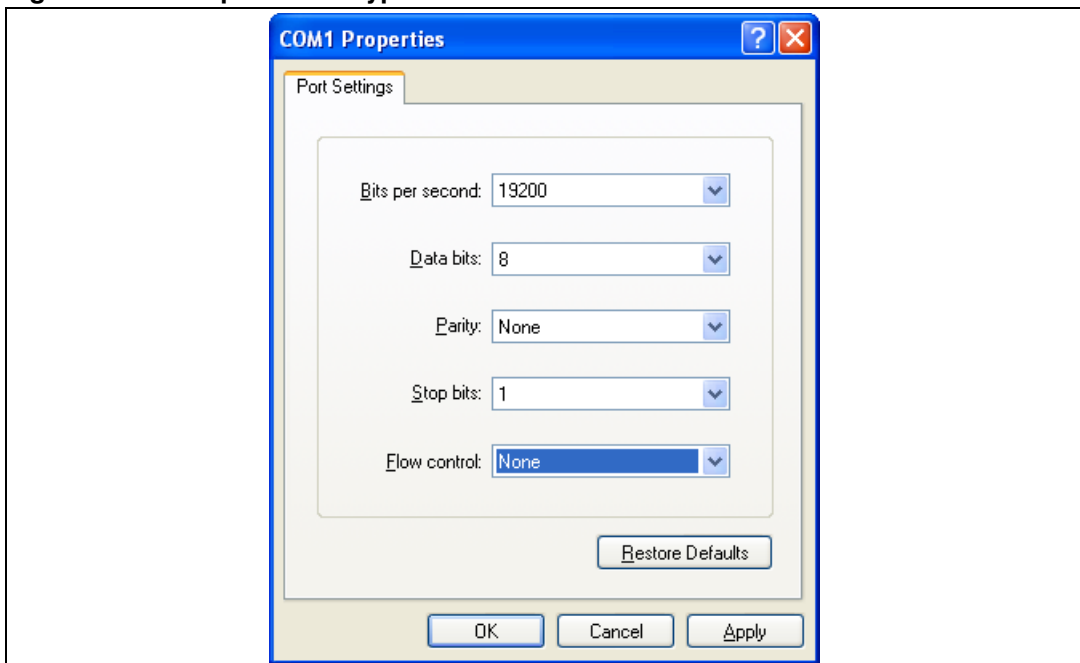 COM1 Properties
?
Port Settings
Bits per second: 19200
Data bits: 8
Parity: None
Stop bits: 1
Flow control: None
Restore Defaults
OK Cancel Apply